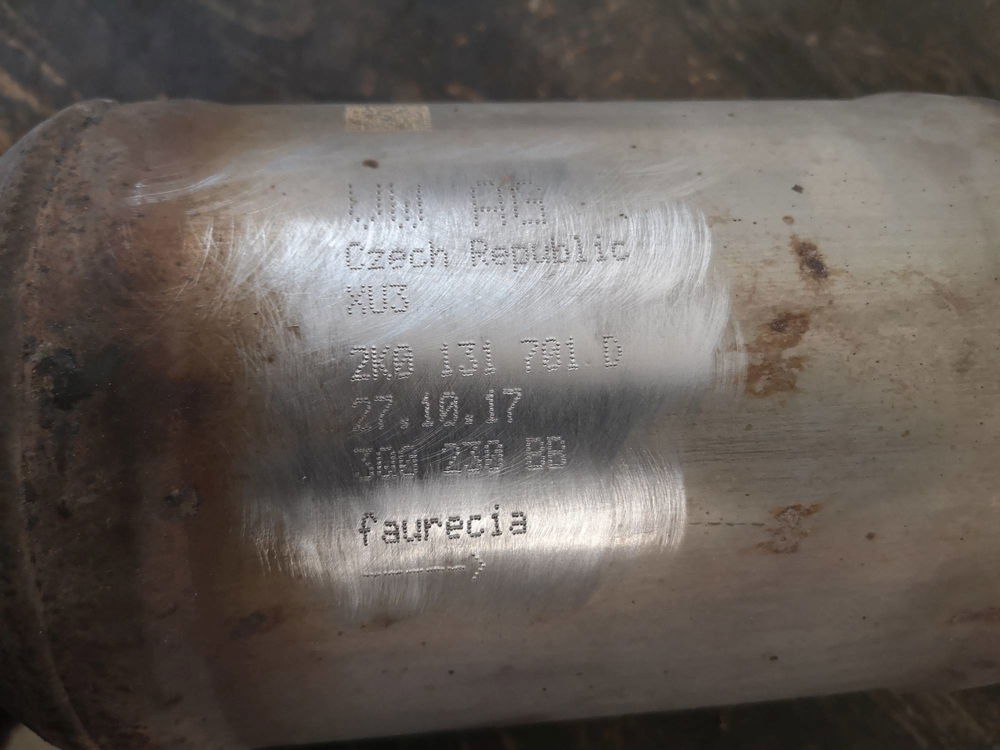 VW AG
Czech Republic
XU3
2K0 131 701 D
27.10.17
300 230 BB
faurecia